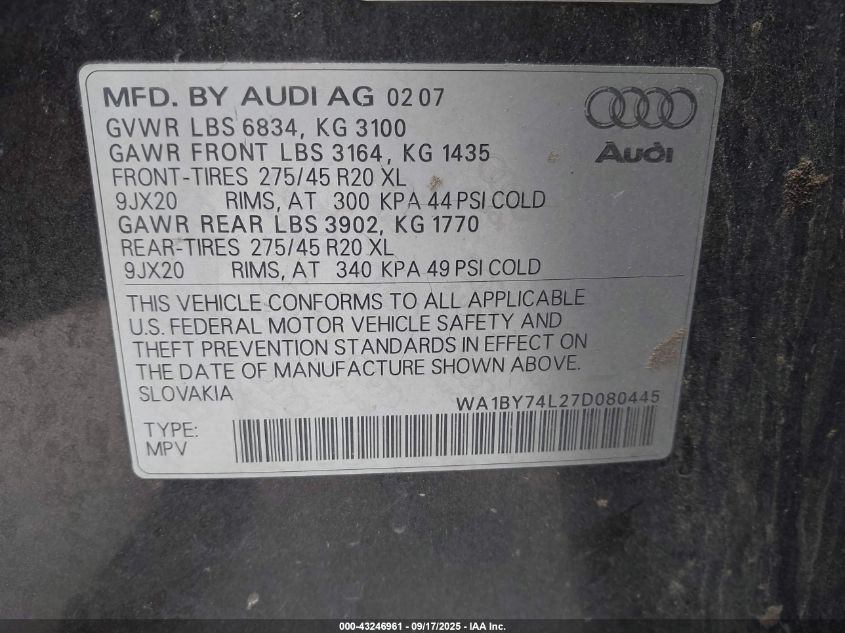 MFD. BY AUDI AG 02 07
GVWR LBS 6834, KG 3100
GAWR FRONT LBS 3164, KG 1435
FRONT-TIRES 275/45 R20 XL
9JX20 RIMS, AT 300 KPA 44 PSI COLD
GAWR REAR LBS 3902, KG 1770
REAR-TIRES 275/45 R20 XL
9JX20 RIMS, AT 340 KPA 49 PSI COLD
Audi
THIS VEHICLE CONFORMS TO ALL APPLICABLE
U.S. FEDERAL MOTOR VEHICLE SAFETY AND
THEFT PREVENTION STANDARDS IN EFFECT ON
THE DATE OF MANUFACTURE SHOWN ABOVE.
SLOVAKIA
WA1BY74L27D080445
TYPE:
MPV
000-43246961 - 09/17/2025 - IAA Inc.